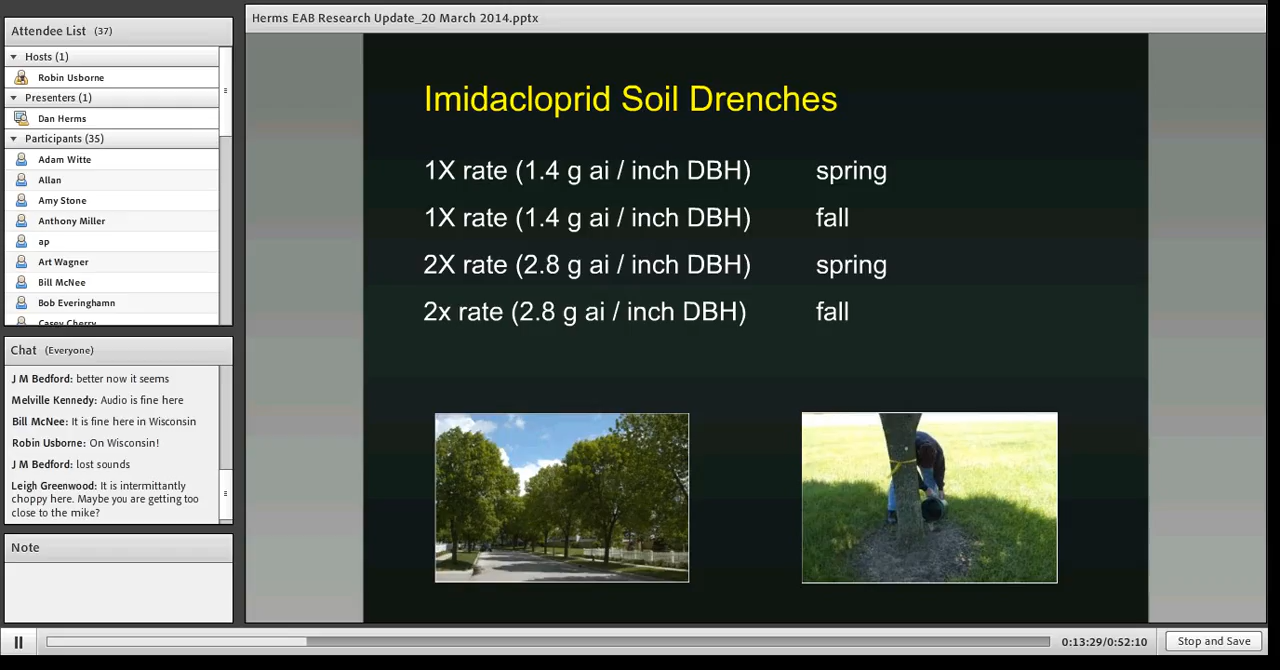 Attendee List (37)
Hosts (1)
Robin Usborne
Presenters (1)
Dan Herms
Participants (35)
Adam Witte
Allan
Amy Stone
Anthony Miller
ap
Art Wagner
Bill McNee
Bob Everinghamn
Casey Cherry
Chat (Everyone)
J M Bedford: better now it seems
Melville Kennedy: Audio is fine here
Bill McNee: It is fine here in Wisconsin
Robin Usborne: On Wisconsin!
J M Bedford: lost sounds
Leigh Greenwood: It is intermittantly
choppy here. Maybe you are getting too
close to the mike?
Note
Herms EAB Research Update_20 March 2014.pptx
Imidacloprid Soil Drenches
1X rate (1.4 g ai / inch DBH) spring
1X rate (1.4 g ai / inch DBH) fall
2X rate (2.8 g ai / inch DBH) spring
2x rate (2.8 g ai / inch DBH) fall
0:13:29/0:52:10
Stop and Save